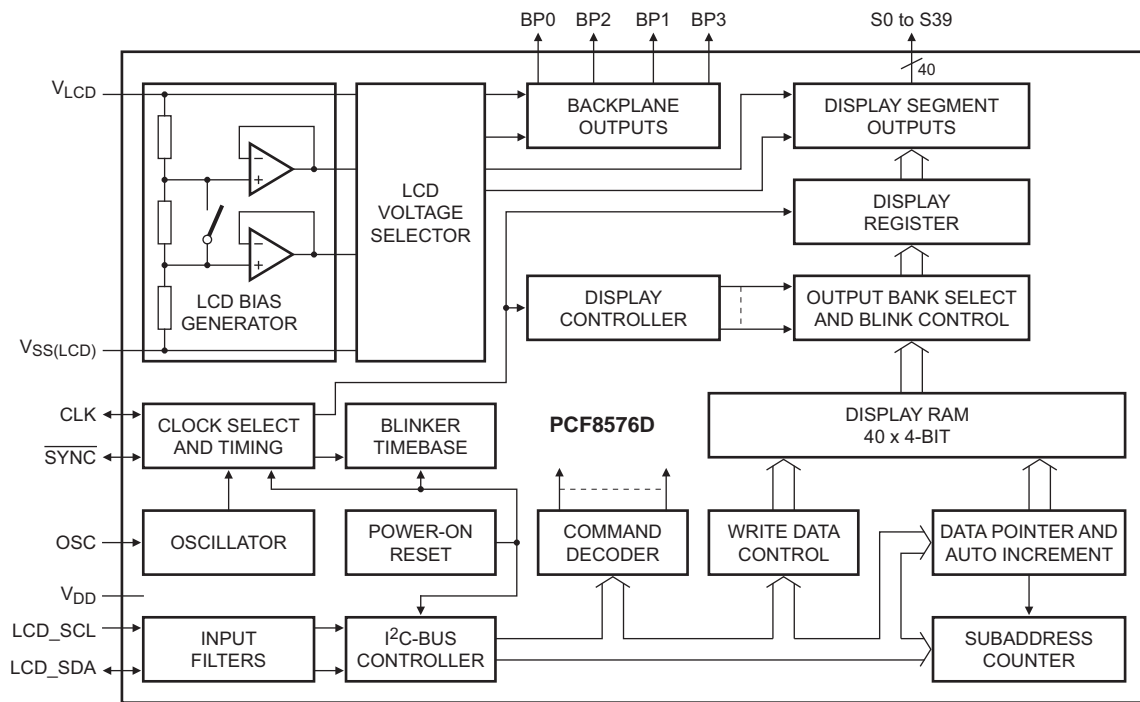 BP0 BP2 BP1 BP3 S0 to S39
40
VLCD
BACKPLANE
OUTPUTS
DISPLAY SEGMENT
OUTPUTS
LCD
VOLTAGE
SELECTOR
−
+
−
+
DISPLAY
REGISTER
LCD BIAS
GENERATOR
DISPLAY
CONTROLLER
OUTPUT BANK SELECT
AND BLINK CONTROL
VSS(LCD)
CLK
SYNC
CLOCK SELECT
AND TIMING
BLINKER
TIMEBASE
PCF8576D
DISPLAY RAM
40 x 4-BIT
OSC
OSCILLATOR
POWER-ON
RESET
COMMAND
DECODER
WRITE DATA
CONTROL
DATA POINTER AND
AUTO INCREMENT
VDD
LCD_SCL
LCD_SDA
INPUT
FILTERS
I2C-BUS
CONTROLLER
SUBADDRESS
COUNTER